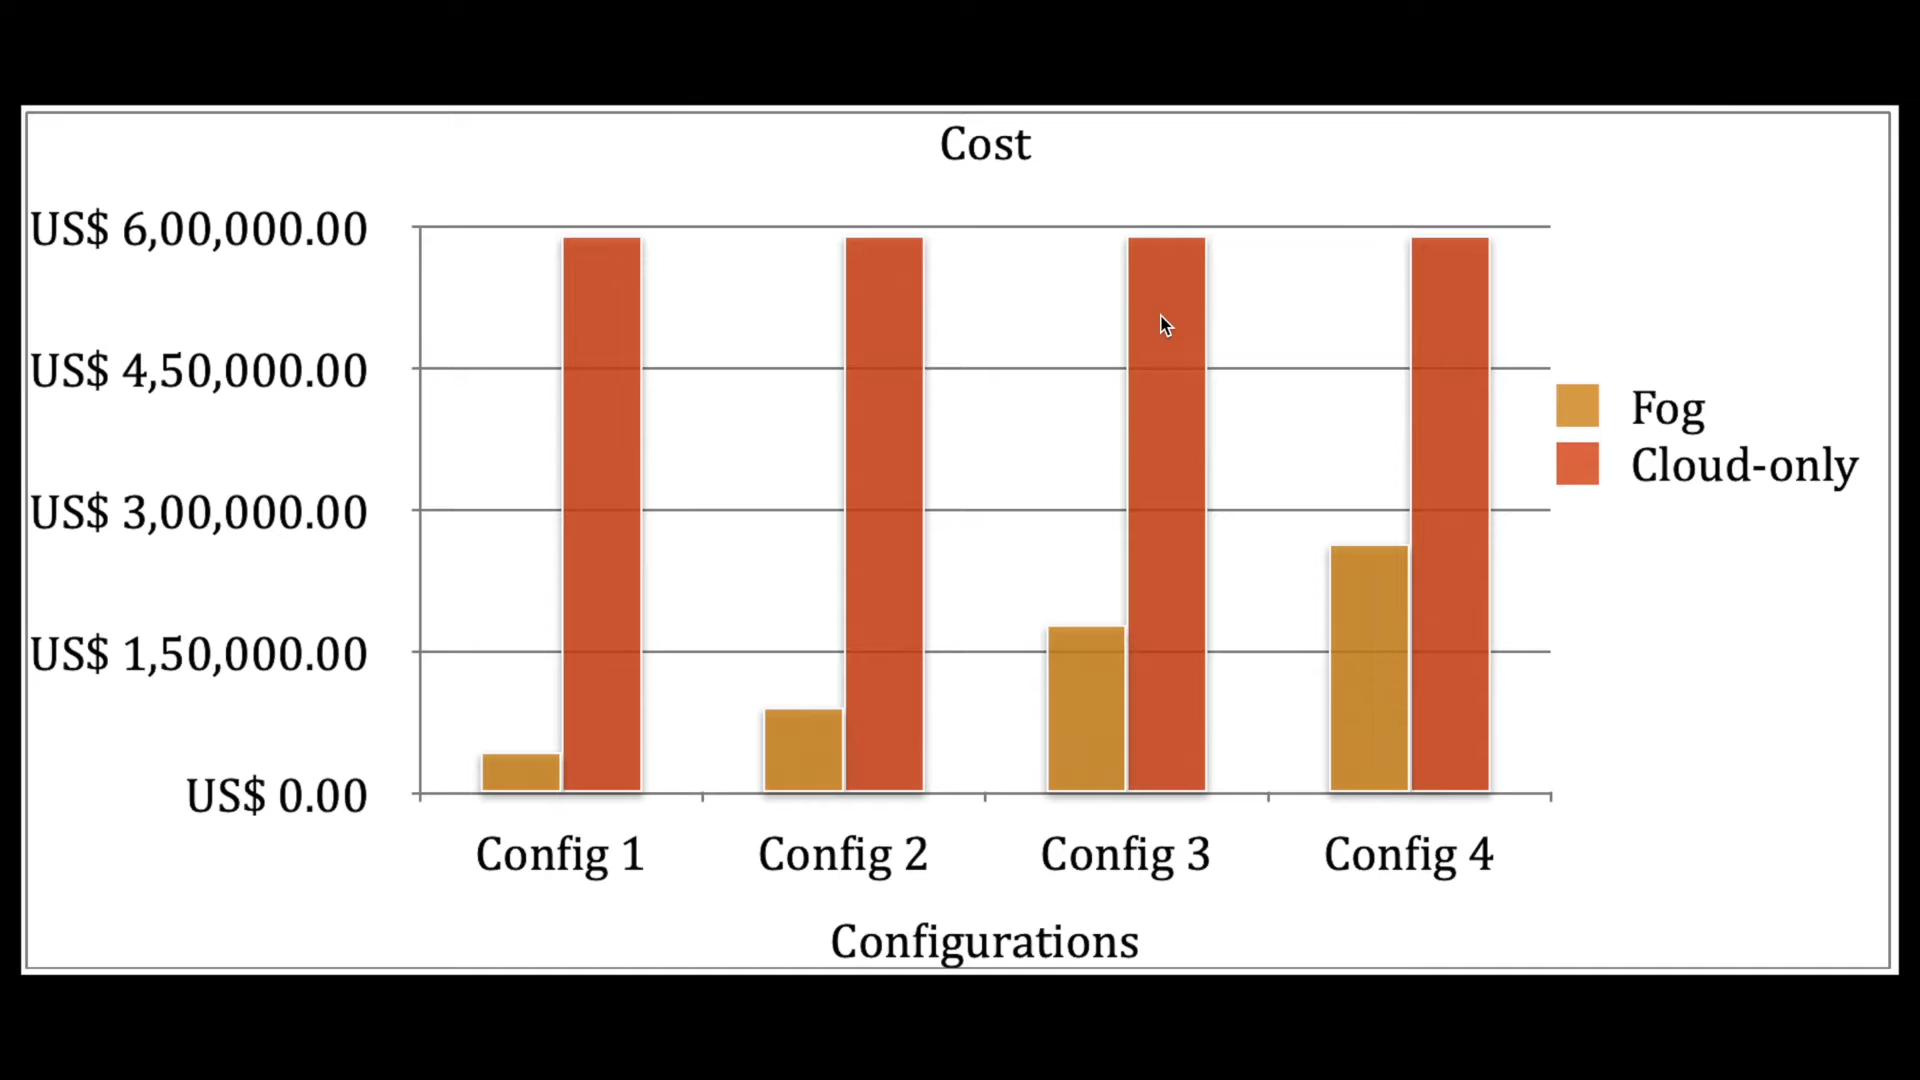 Cost
US$ 6,00,000.00
US$ 4,50,000.00
US$ 3,00,000.00
US$ 1,50,000.00
US$ 0.00
Fog
Cloud-only
Config 1
Config 2
Config 3
Config 4
Configurations